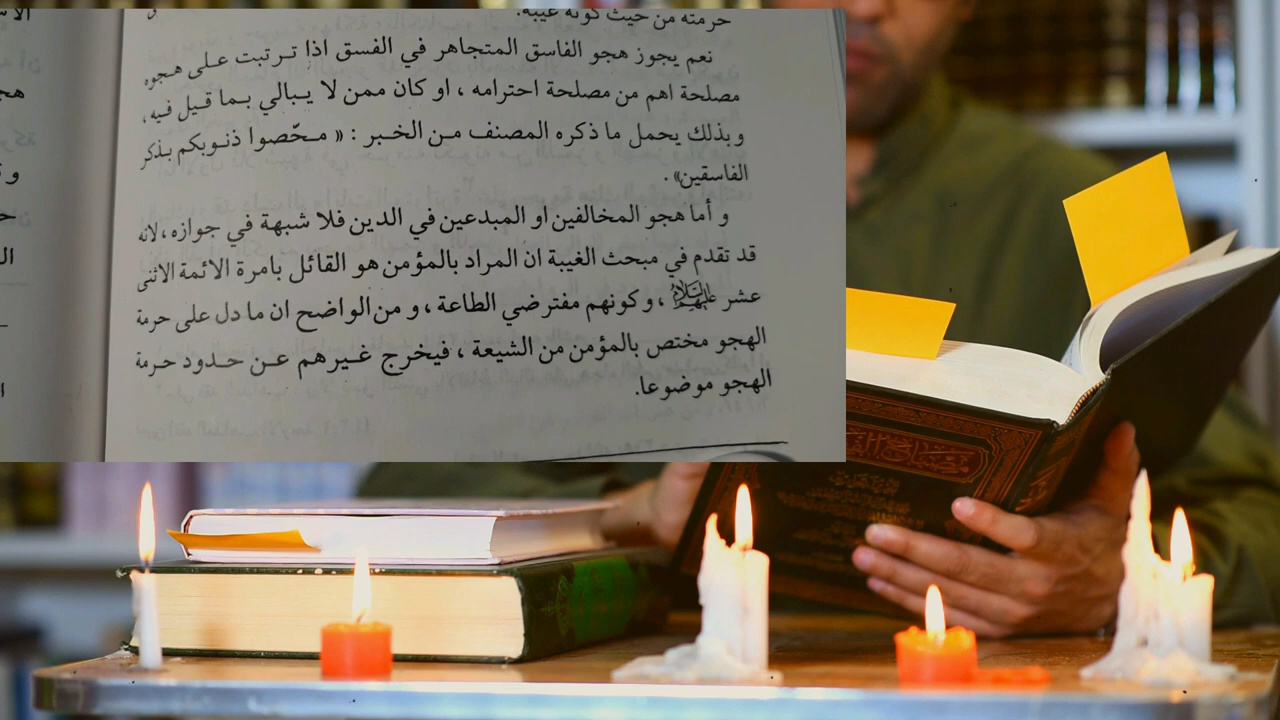 حرمته من حيث كونه غيبة.
نعم يجوز هجو الفاسق المتجاهر في الفسق اذا ترتبت على هجوه
مصلحة اهم من مصلحة احترامه ، او كان ممن لا يبالي بما قيل فيه،
وبذلك يحمل ما ذكره المصنف من الخبر : « محّصوا ذنوبكم بذكر
الفاسقين» .
و أما هجو المخالفين او المبدعين في الدين فلا شبهة في جوازه، لانه
قد تقدم في مبحث الغيبة ان المراد بالمؤمن هو القائل بامرة الائمة الاثنى
عشر عليهم السلام ، وكونهم مفترضي الطاعة ، و من الواضح ان ما دل على حرمة
الهجو مختص بالمؤمن من الشيعة ، فيخرج غيرهم عن حدود حرمة
الهجو موضوعا.